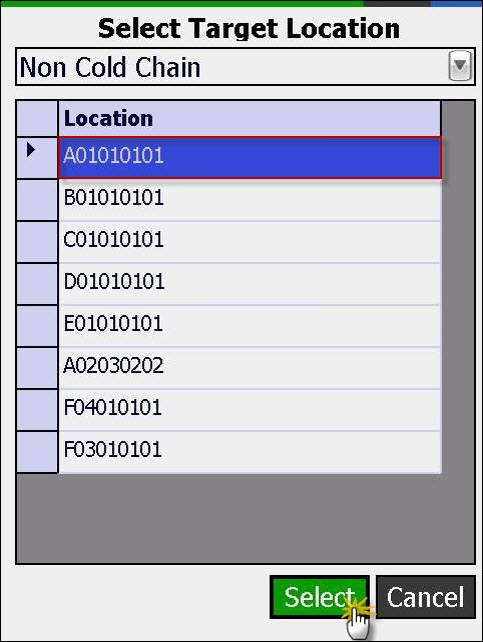 Select Target Location
Non Cold Chain
Location
A01010101
B01010101
C01010101
D01010101
E01010101
A02030202
F04010101
F03010101
Select Cancel